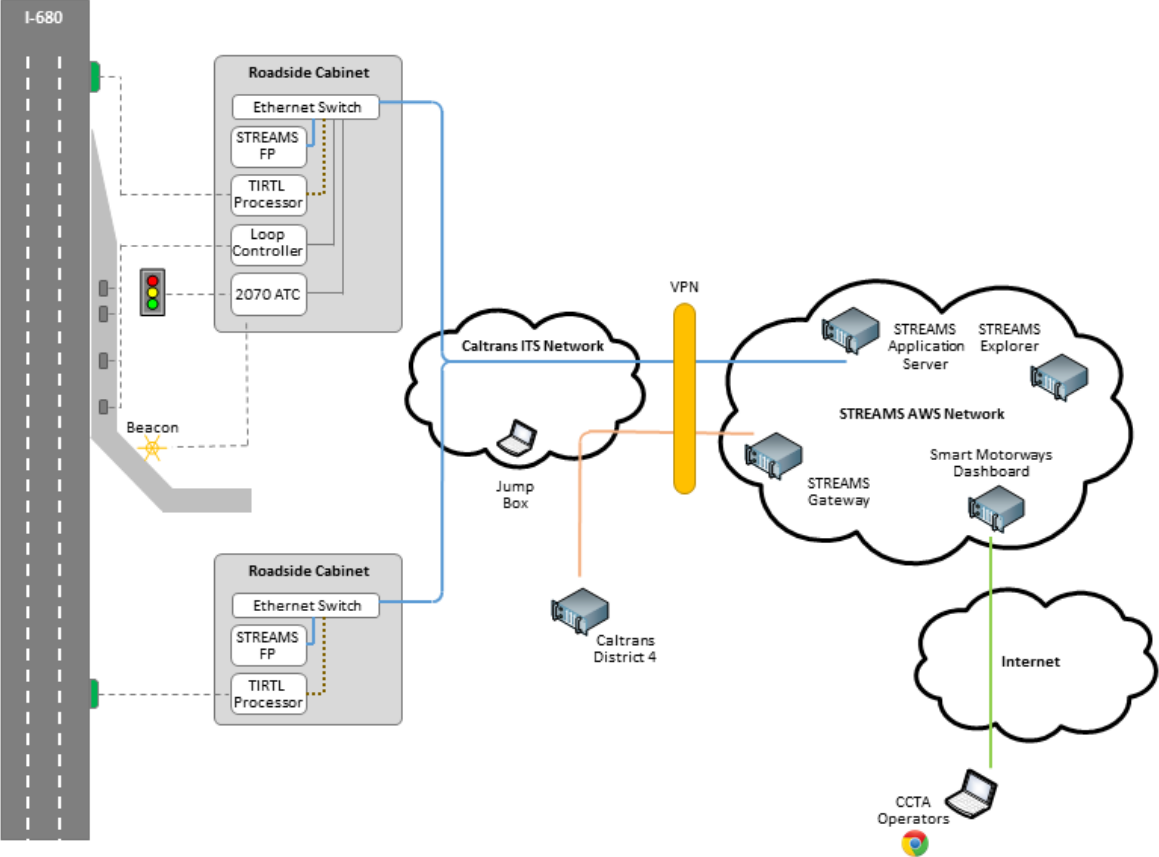 I-680
Roadside Cabinet
Ethernet Switch
STREAMS
FP
TIRTL
Processor
Loop
Controller
2070 ATC
Beacon
Caltrans ITS Network
Jump
Box
VPN
STREAMS
Application
Server
STREAMS
Explorer
STREAMS AWS Network
STREAMS
Gateway
Smart Motorways
Dashboard
Roadside Cabinet
Ethernet Switch
STREAMS
FP
TIRTL
Processor
Caltrans
District 4
Internet
CCTA
Operators